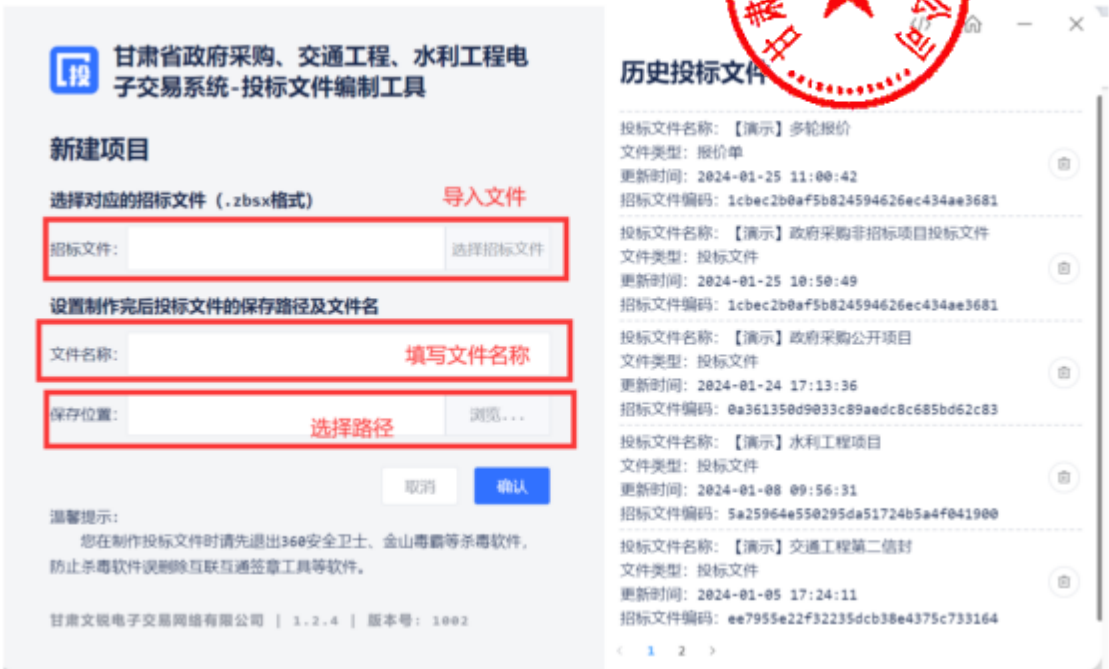 甘肃省政府采购、交通工程、水利工程电
子交易系统-投标文件编制工具
新建项目
选择对应的招标文件（.zbsx格式）
导入文件
招标文件：
选择招标文件
设置制作完后投标文件的保存路径及文件名
文件名称：
填写文件名称
保存位置：
选择路径
浏览...
取消
确认
温馨提示：
您在制作投标文件时请先退出360安全卫士、金山毒霸等杀毒软件，
防止杀毒软件误删除互联互通签章工具等软件。
甘肃文锐电子交易网络有限公司 | 1.2.4 | 版本号: 1002
历史投标文件
投标文件名称：【演示】多轮报价
文件类型：报价单
更新时间：2024-01-25 11:00:42
招标文件编码：1cbec2b0af5b824594626ec434ae3681
投标文件名称：【演示】政府采购非招标项目投标文件
文件类型：投标文件
更新时间：2024-01-25 10:50:49
招标文件编码：1cbec2b0af5b824594626ec434ae3681
投标文件名称：【演示】政府采购公开项目
文件类型：投标文件
更新时间：2024-01-24 17:13:36
招标文件编码：0a361350d9033c89aedc8c685bd62c83
投标文件名称：【演示】水利工程项目
文件类型：投标文件
更新时间：2024-01-08 09:56:31
招标文件编码：5a25964e550295da51724b5a4f041900
投标文件名称：【演示】交通工程第二信封
文件类型：投标文件
更新时间：2024-01-05 17:24:11
招标文件编码：ee7955e22f32235dcb38e4375c733164
< 1 2 >
甘肃
公司